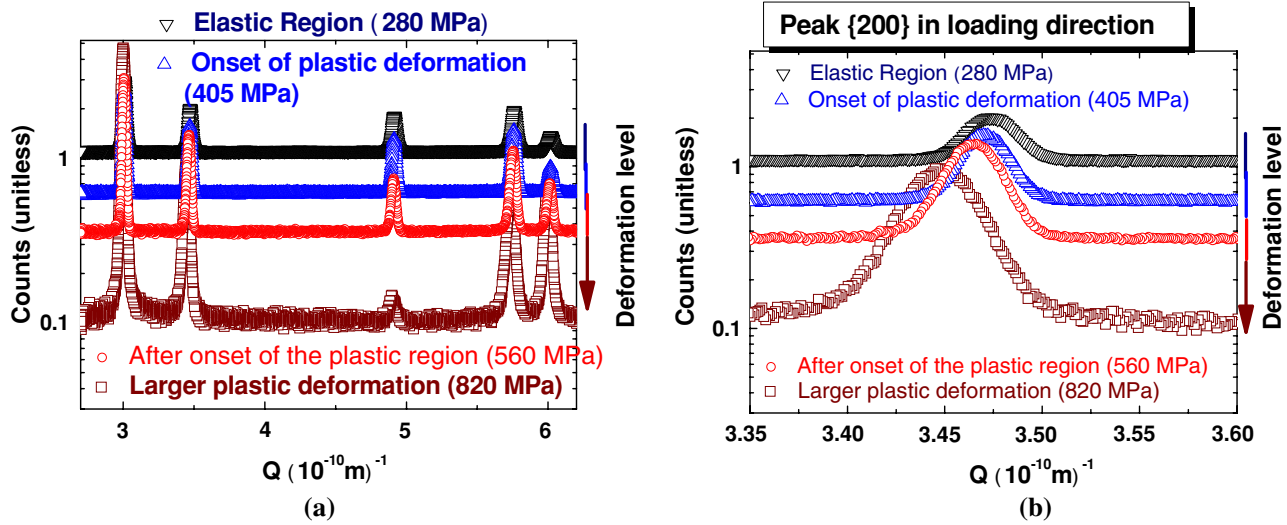 Elastic Region ( 280 MPa)
Onset of plastic deformation
(405 MPa)
Counts (unitless)
1
0.1
After onset of the plastic region (560 MPa)
Larger plastic deformation (820 MPa)
3
4
5
6
Q (10⁻¹⁰m)⁻¹
Deformation level
(a)
Peak {200} in loading direction
Elastic Region (280 MPa)
Onset of plastic deformation (405 MPa)
Counts (unitless)
1
0.1
After onset of the plastic region (560 MPa)
Larger plastic deformation (820 MPa)
3.35
3.40
3.45
3.50
3.55
3.60
Q (10⁻¹⁰m)⁻¹
Deformation level
(b)